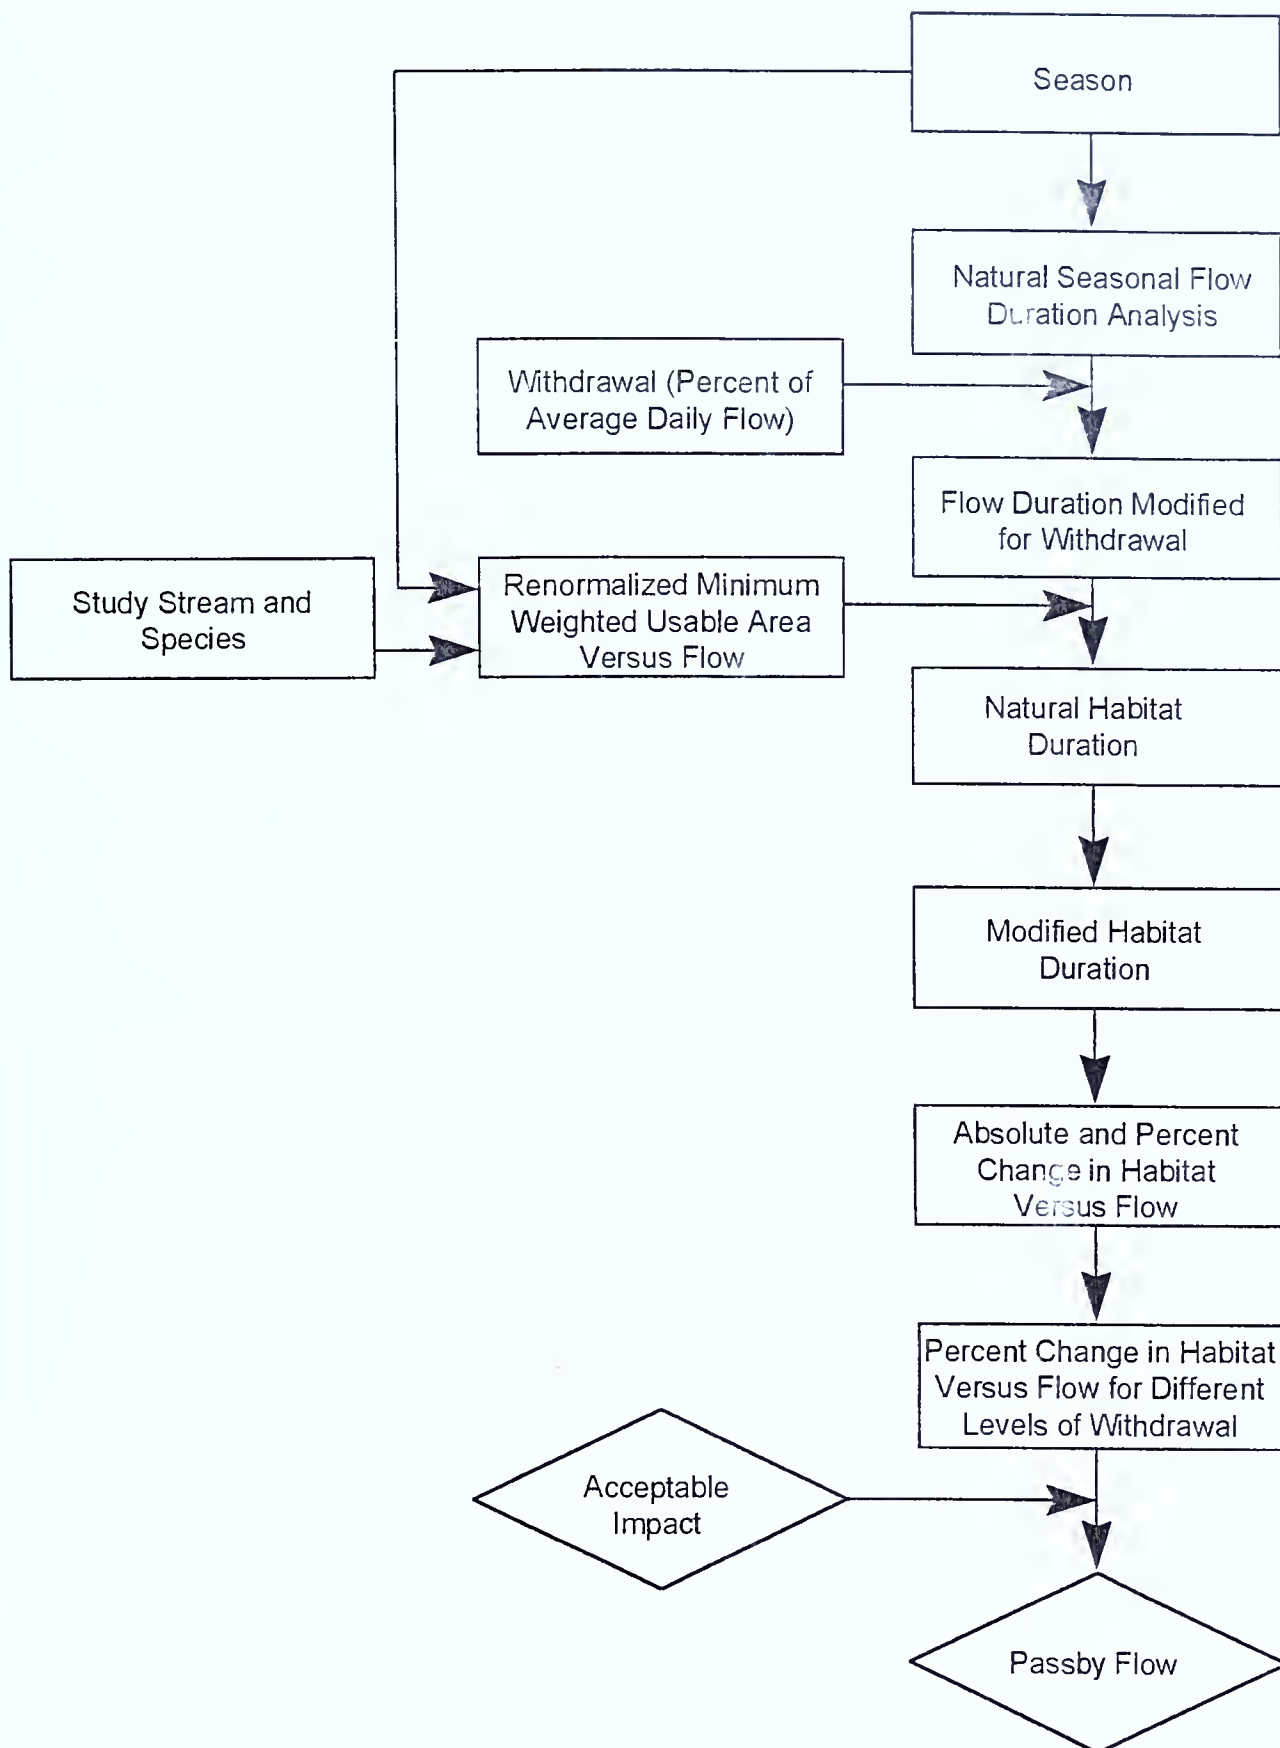 Season
Natural Seasonal Flow
Duration Analysis
Withdrawal (Percent of
Average Daily Flow)
Flow Duration Modified
for Withdrawal
Study Stream and
Species
Renormalized Minimum
Weighted Usable Area
Versus Flow
Natural Habitat
Duration
Modified Habitat
Duration
Absolute and Percent
Change in Habitat
Versus Flow
Percent Change in Habitat
Versus Flow for Different
Levels of Withdrawal
Acceptable
Impact
Passby Flow